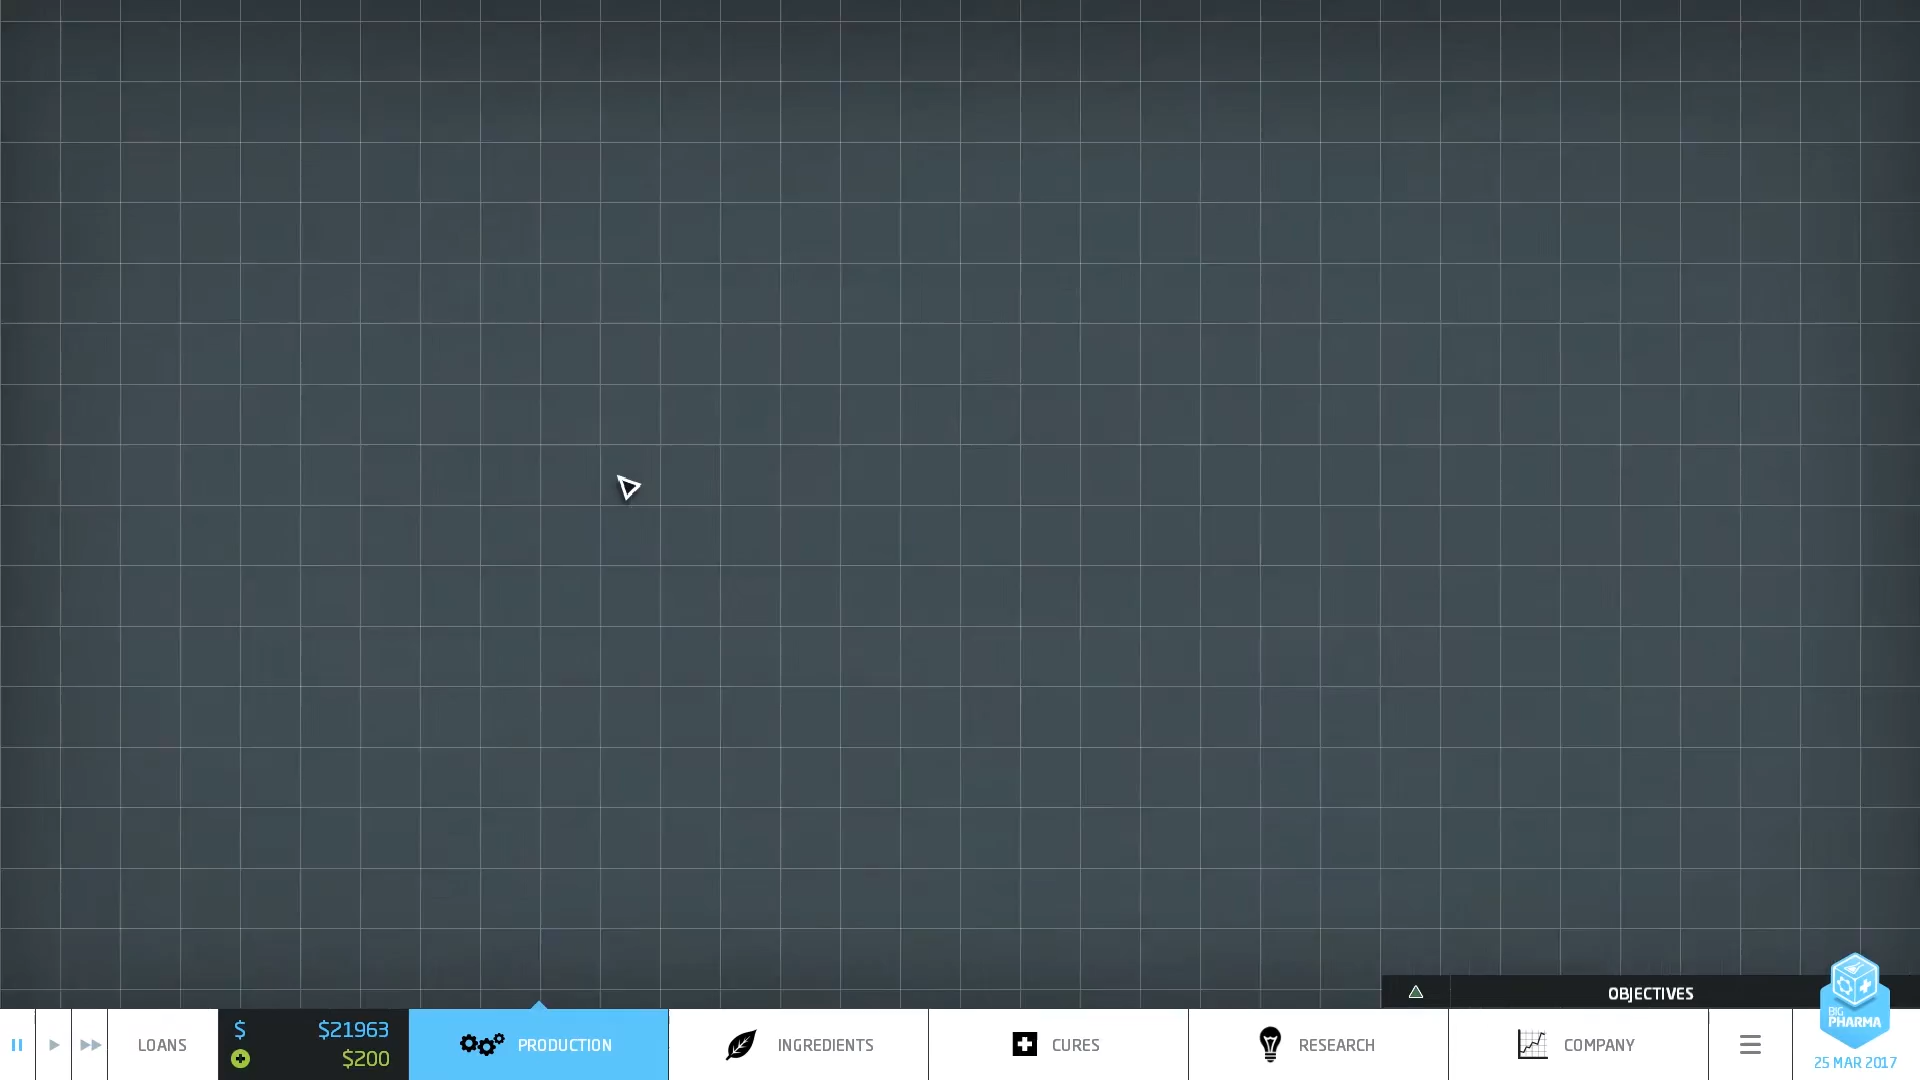 OBJECTIVES
LOANS
$ $21963
$200
PRODUCTION
INGREDIENTS
CURES
RESEARCH
COMPANY
BIG
PHARMA
25 MAR 2017